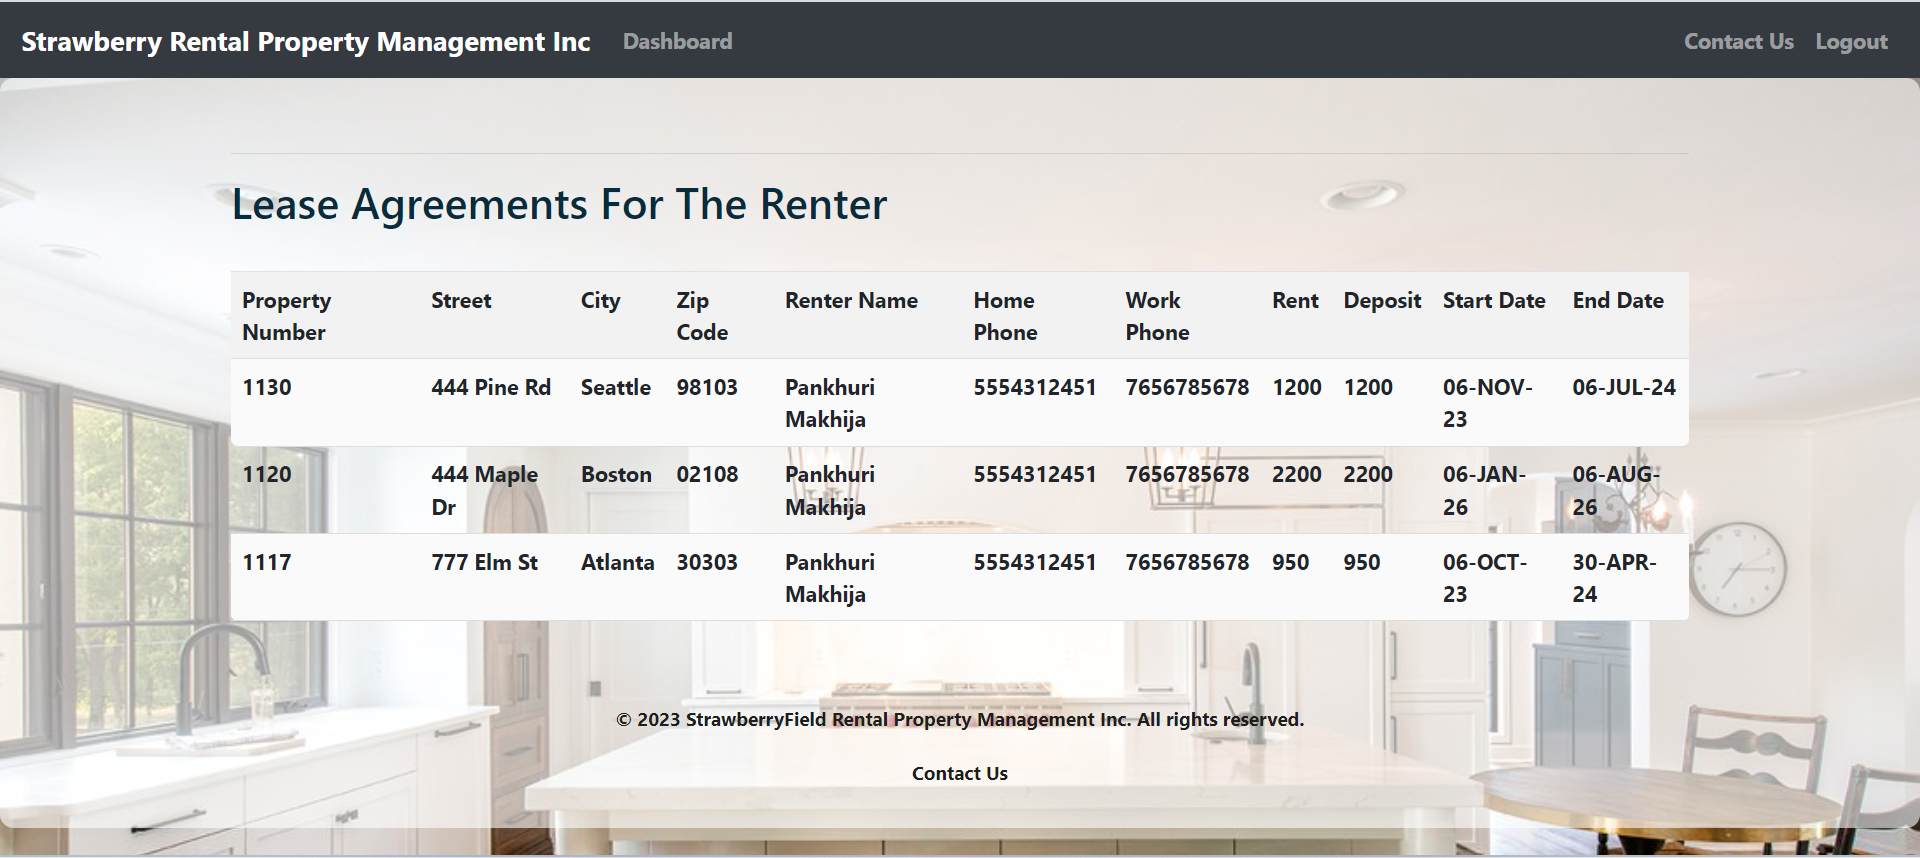 Strawberry Rental Property Management Inc Dashboard Contact Us Logout
Lease Agreements For The Renter
Property Number Street City Zip Code Renter Name Home Phone Work Phone Rent Deposit Start Date End Date
1130 444 Pine Rd Seattle 98103 Pankhuri Makhija 5554312451 7656785678 1200 1200 06-NOV-23 06-JUL-24
1120 444 Maple Dr Boston 02108 Pankhuri Makhija 5554312451 7656785678 2200 2200 06-JAN-26 06-AUG-26
1117 777 Elm St Atlanta 30303 Pankhuri Makhija 5554312451 7656785678 950 950 06-OCT-23 30-APR-24
© 2023 StrawberryField Rental Property Management Inc. All rights reserved.
Contact Us